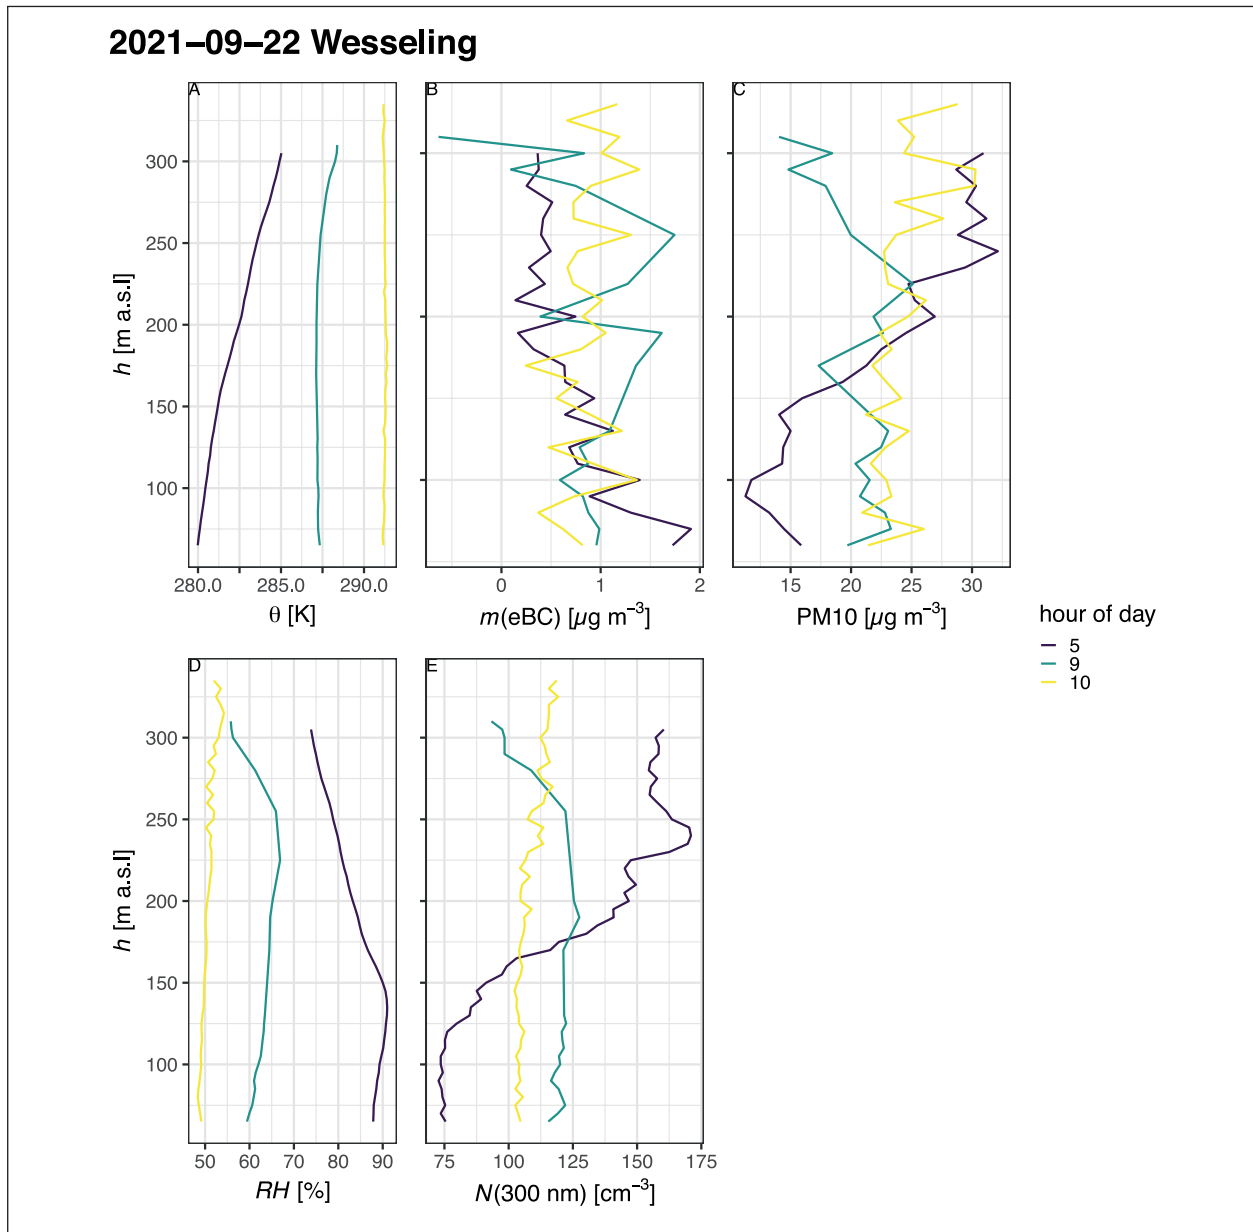 2021–09–22 Wesseling
A
B
C
h [m a.s.l]
300
250
200
150
100
280.0 285.0 290.0
θ [K]
0 1 2
m(eBC) [µg m⁻³]
15 20 25 30
PM10 [µg m⁻³]
hour of day
5
9
10
D
E
h [m a.s.l]
300
250
200
150
100
50 60 70 80 90
RH [%]
75 100 125 150 175
N(300 nm) [cm⁻³]